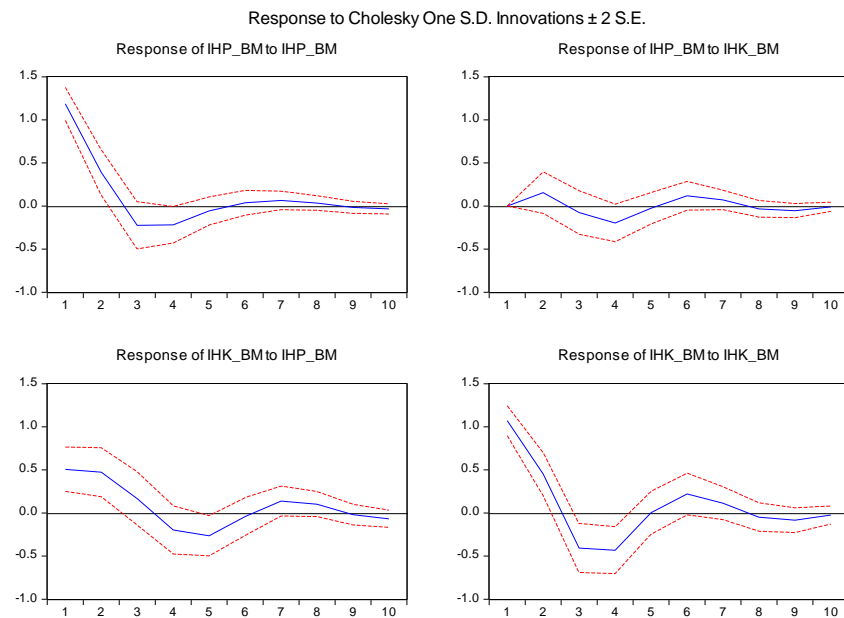 Response to Cholesky One S.D. Innovations ± 2 S.E.
Response of IHP_BM to IHP_BM
1.5
1.0
0.5
0.0
-0.5
-1.0
1 2 3 4 5 6 7 8 9 10
Response of IHP_BM to IHK_BM
1.5
1.0
0.5
0.0
-0.5
-1.0
1 2 3 4 5 6 7 8 9 10
Response of IHK_BM to IHP_BM
1.5
1.0
0.5
0.0
-0.5
-1.0
1 2 3 4 5 6 7 8 9 10
Response of IHK_BM to IHK_BM
1.5
1.0
0.5
0.0
-0.5
-1.0
1 2 3 4 5 6 7 8 9 10